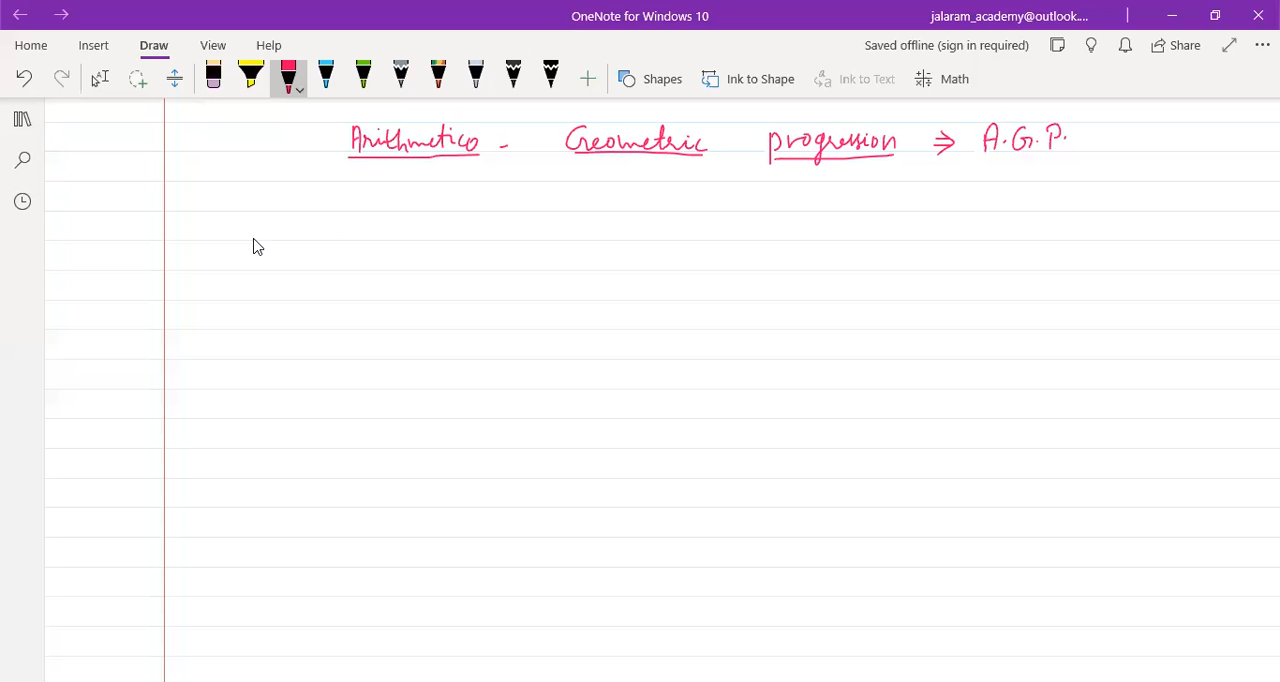 OneNote for Windows 10
jalaram_academy@outlook....
Home Insert Draw View Help
Saved offline (sign in required)
Share
Shapes
Ink to Shape
Ink to Text
Math
Arithmetico - Geometric progression ⇒ A.G.P.